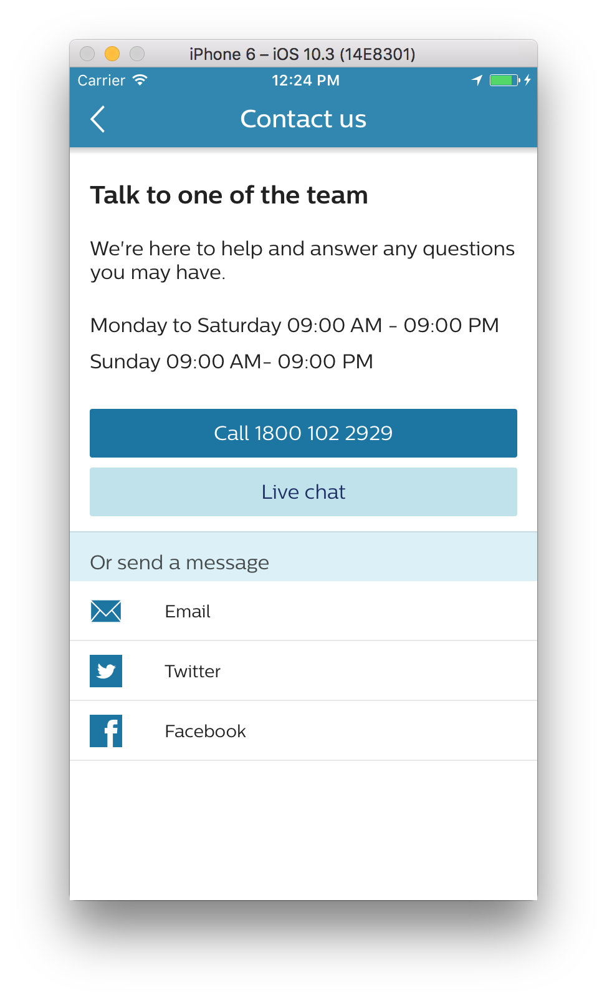 iPhone 6 – iOS 10.3 (14E8301)
Carrier 12:24 PM
Contact us
Talk to one of the team
We're here to help and answer any questions
you may have.
Monday to Saturday 09:00 AM - 09:00 PM
Sunday 09:00 AM- 09:00 PM
Call 1800 102 2929
Live chat
Or send a message
Email
Twitter
Facebook